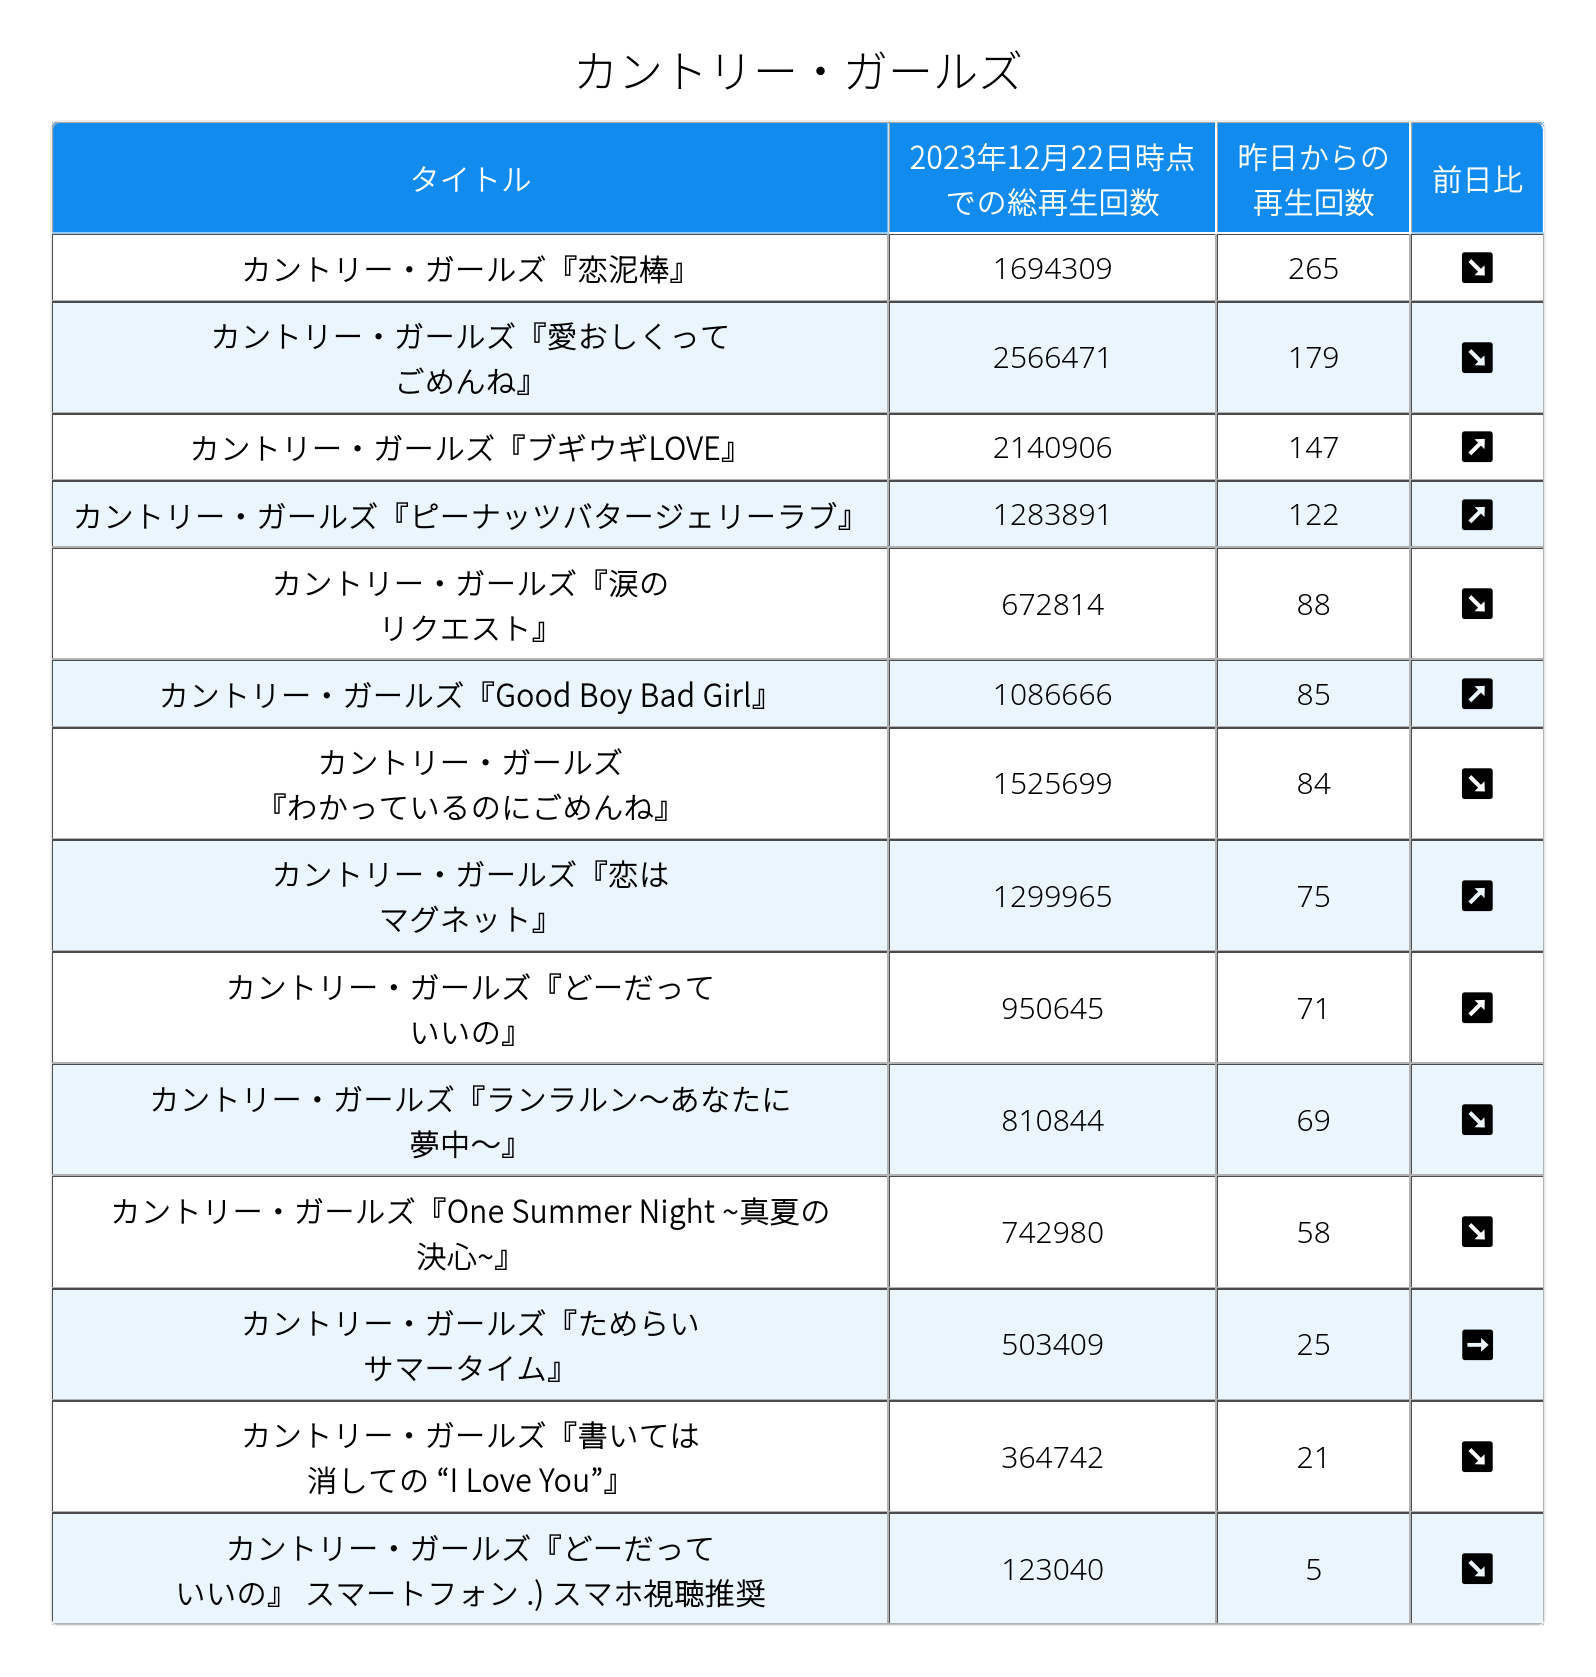 カントリー・ガールズ
タイトル
2023年12月22日時点
での総再生回数
昨日からの
再生回数
前日比
カントリー・ガールズ『恋泥棒』
1694309
265
↘
カントリー・ガールズ『愛おしくって
ごめんね』
2566471
179
↘
カントリー・ガールズ『ブギウギLOVE』
2140906
147
↗
カントリー・ガールズ『ピーナッツバタージェリーラブ』
1283891
122
↗
カントリー・ガールズ『涙の
リクエスト』
672814
88
↘
カントリー・ガールズ『Good Boy Bad Girl』
1086666
85
↗
カントリー・ガールズ
『わかっているのにごめんね』
1525699
84
↘
カントリー・ガールズ『恋は
マグネット』
1299965
75
↗
カントリー・ガールズ『どーだって
いいの』
950645
71
↗
カントリー・ガールズ『ランラルン〜あなたに
夢中〜』
810844
69
↘
カントリー・ガールズ『One Summer Night ~真夏の
決心~』
742980
58
↘
カントリー・ガールズ『ためらい
サマータイム』
503409
25
➡
カントリー・ガールズ『書いては
消しての “I Love You”』
364742
21
↘
カントリー・ガールズ『どーだって
いいの』 スマートフォン .) スマホ視聴推奨
123040
5
↘